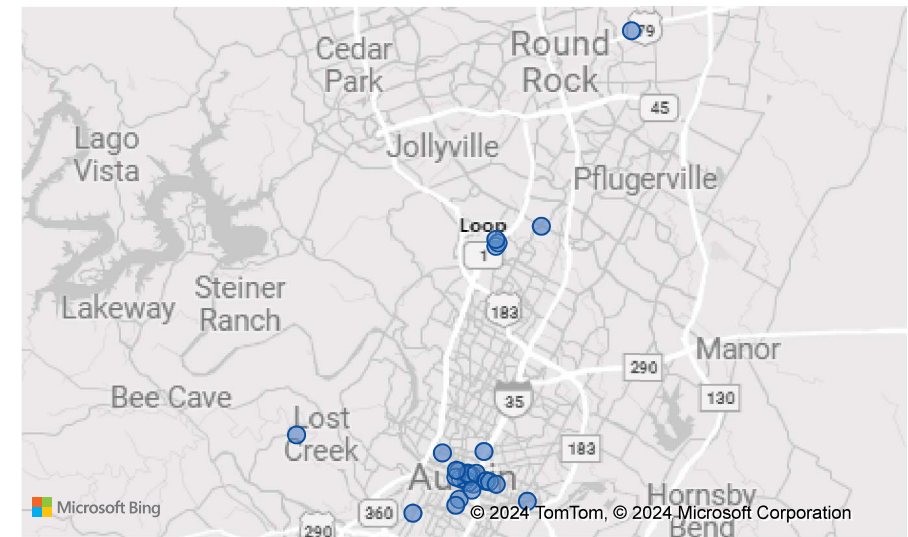 79
Cedar
Park
Round
Rock
45
Lago
Vista
Jollyville
Pflugerville
Loop
1
Steiner
Ranch
Lakeway
183
Manor
290
Bee Cave
35
130
Lost
Creek
183
Austin
Hornsby
Bend
Microsoft Bing
360
290
© 2024 TomTom, © 2024 Microsoft Corporation